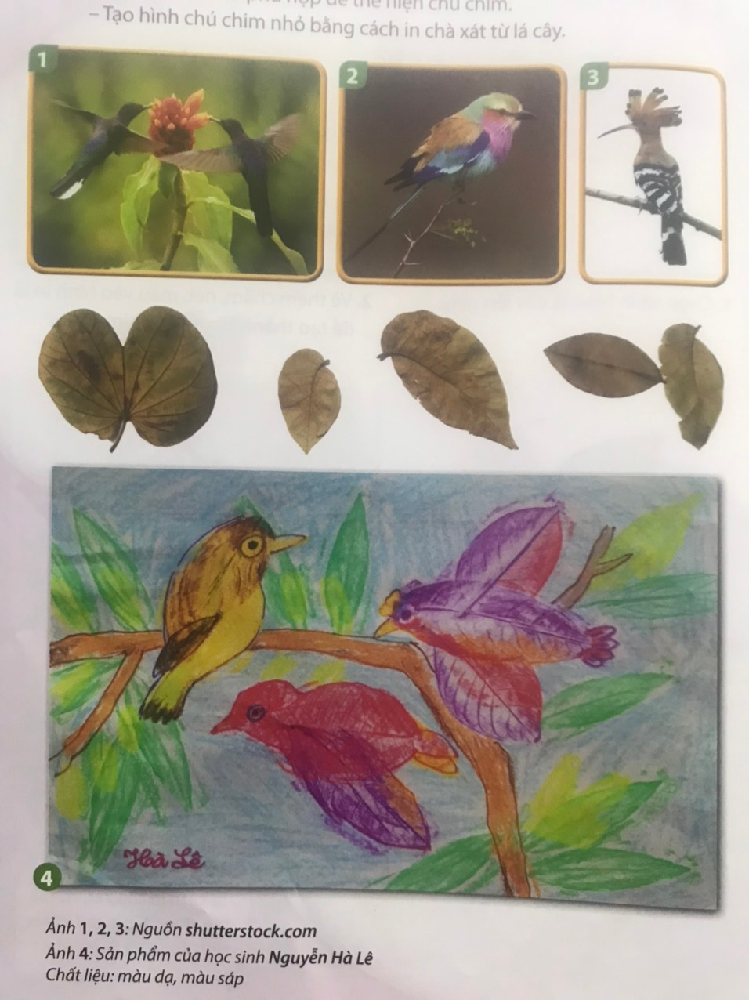 hợp để thể hiện chú chim.
– Tạo hình chú chim nhỏ bằng cách in chà xát từ lá cây.
1
2
3
Hà Lê
4
Ảnh 1, 2, 3: Nguồn shutterstock.com
Ảnh 4: Sản phẩm của học sinh Nguyễn Hà Lê
Chất liệu: màu dạ, màu sáp